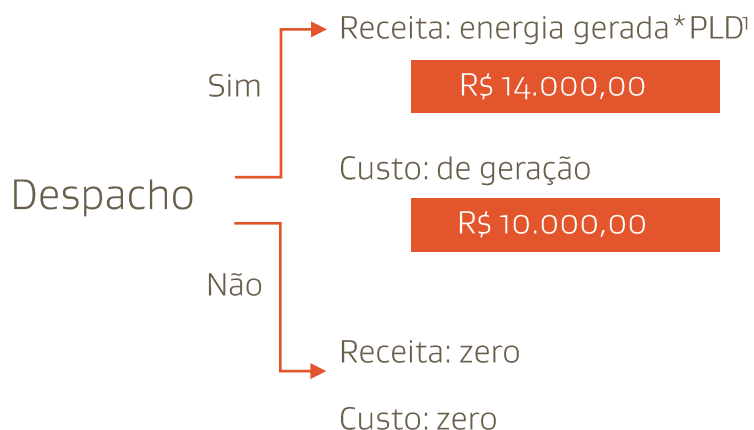 Receita: energia gerada*PLD¹
Sim
R$ 14.000,00
Custo: de geração
Despacho
R$ 10.000,00
Não
Receita: zero
Custo: zero